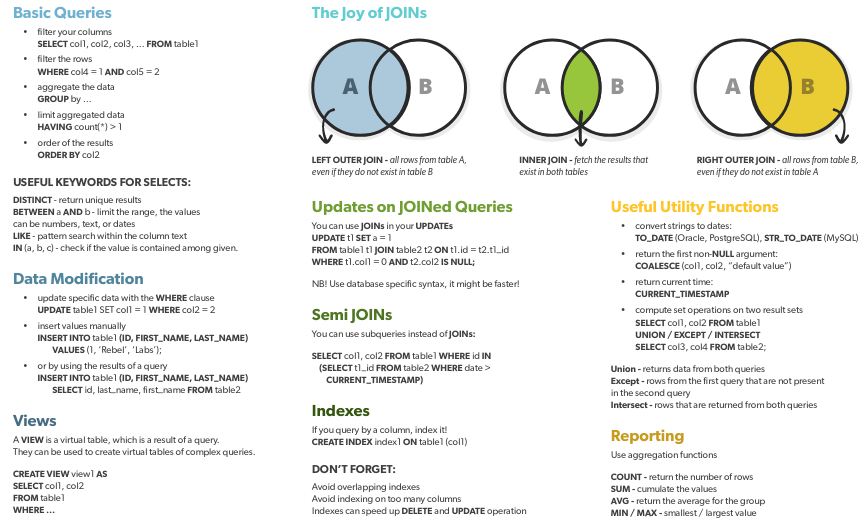 Basic Queries
• filter your columns
SELECT col1, col2, col3, ... FROM table1
• filter the rows
WHERE col4 = 1 AND col5 = 2
• aggregate the data
GROUP by ...
• limit aggregated data
HAVING count(*) > 1
• order of the results
ORDER BY col2
USEFUL KEYWORDS FOR SELECTS:
DISTINCT - return unique results
BETWEEN a AND b - limit the range, the values
can be numbers, text, or dates
LIKE - pattern search within the column text
IN (a, b, c) - check if the value is contained among given.
Data Modification
• update specific data with the WHERE clause
UPDATE table1 SET col1 = 1 WHERE col2 = 2
• insert values manually
INSERT INTO table1 (ID, FIRST_NAME, LAST_NAME)
VALUES (1, ‘Rebel’, ‘Labs’);
• or by using the results of a query
INSERT INTO table1 (ID, FIRST_NAME, LAST_NAME)
SELECT id, last_name, first_name FROM table2
Views
A VIEW is a virtual table, which is a result of a query.
They can be used to create virtual tables of complex queries.
CREATE VIEW view1 AS
SELECT col1, col2
FROM table1
WHERE ...
The Joy of JOINs
A B
A B
A B
LEFT OUTER JOIN - all rows from table A,
even if they do not exist in table B
INNER JOIN - fetch the results that
exist in both tables
RIGHT OUTER JOIN - all rows from table B,
even if they do not exist in table A
Updates on JOINed Queries
You can use JOINs in your UPDATEs
UPDATE t1 SET a = 1
FROM table1 t1 JOIN table2 t2 ON t1.id = t2.t1_id
WHERE t1.col1 = 0 AND t2.col2 IS NULL;
NB! Use database specific syntax, it might be faster!
Semi JOINs
You can use subqueries instead of JOINs:
SELECT col1, col2 FROM table1 WHERE id IN
(SELECT t1_id FROM table2 WHERE date >
CURRENT_TIMESTAMP)
Indexes
If you query by a column, index it!
CREATE INDEX index1 ON table1 (col1)
DON’T FORGET:
Avoid overlapping indexes
Avoid indexing on too many columns
Indexes can speed up DELETE and UPDATE operation
Useful Utility Functions
• convert strings to dates:
TO_DATE (Oracle, PostgreSQL), STR_TO_DATE (MySQL)
• return the first non-NULL argument:
COALESCE (col1, col2, “default value”)
• return current time:
CURRENT_TIMESTAMP
• compute set operations on two result sets
SELECT col1, col2 FROM table1
UNION / EXCEPT / INTERSECT
SELECT col3, col4 FROM table2;
Union - returns data from both queries
Except - rows from the first query that are not present
in the second query
Intersect - rows that are returned from both queries
Reporting
Use aggregation functions
COUNT - return the number of rows
SUM - cumulate the values
AVG - return the average for the group
MIN / MAX - smallest / largest value